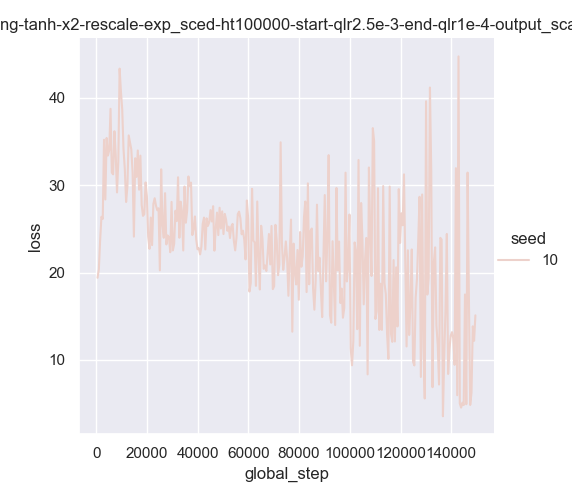 ng-tanh-x2-rescale-exp_sced-ht100000-start-qlr2.5e-3-end-qlr1e-4-output_sca
40
30
20
10
loss
seed
10
0 20000 40000 60000 80000 100000 120000 140000
global_step